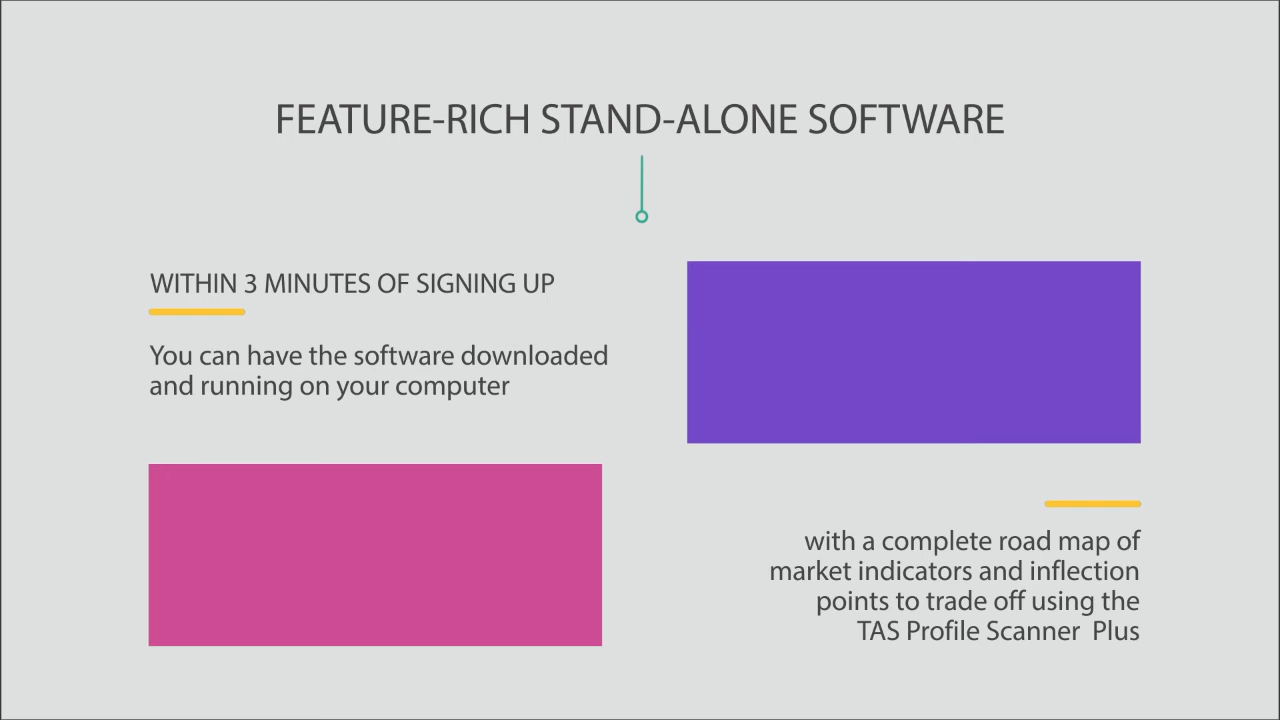 FEATURE-RICH STAND-ALONE SOFTWARE
WITHIN 3 MINUTES OF SIGNING UP
You can have the software downloaded
and running on your computer
with a complete road map of
market indicators and inflection
points to trade off using the
TAS Profile Scanner  Plus